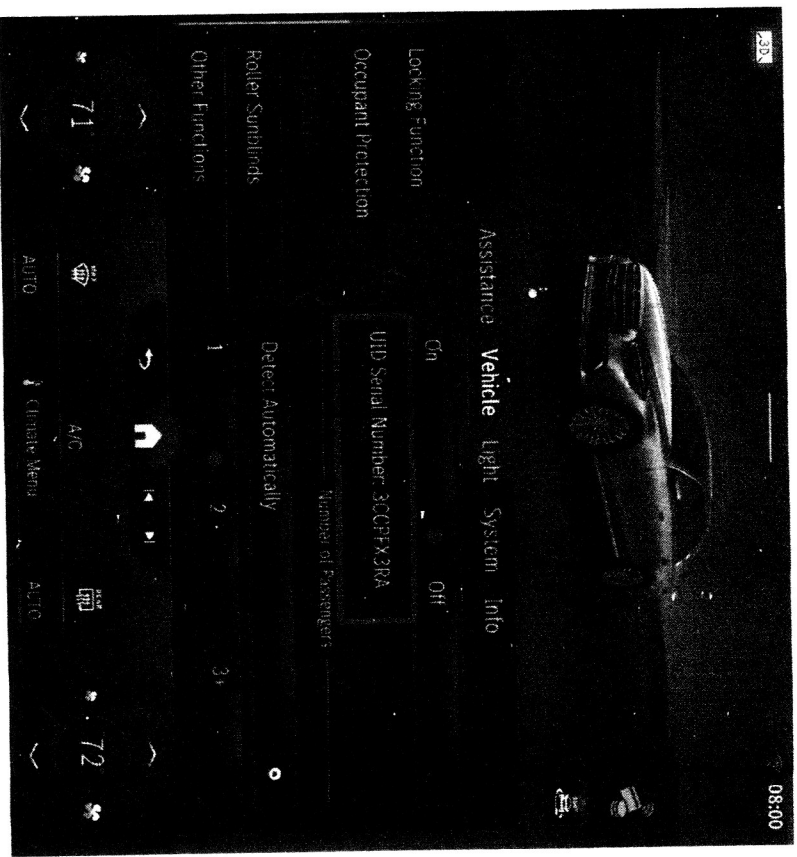 3D 08:00
Assistance Vehicle Light System Info
Locking Function
On Off
Occupant Protection
UID Serial Number:
Number of Passengers
Roller Sunblinds
Detect Automatically
Other Functions
1 2 3+
71 A/C 72
AUTO Climate Menu AUTO